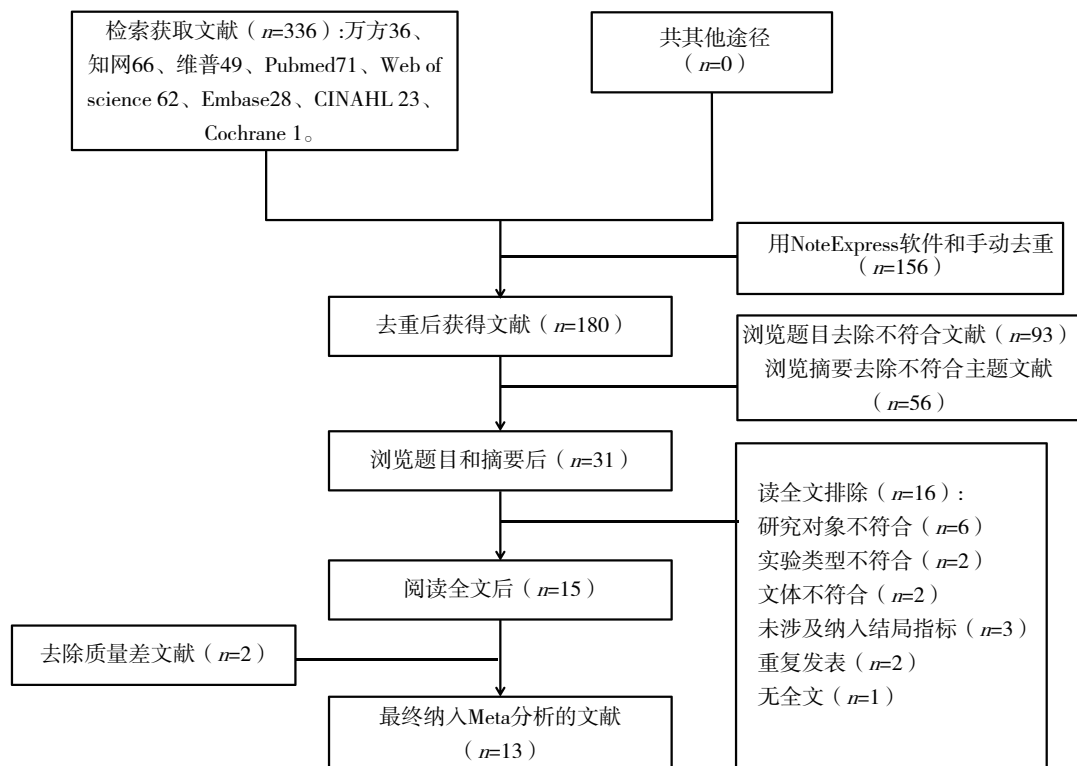 检索获取文献（n=336）:万方36、
知网66、维普49、Pubmed71、Web of
science 62、Embase28、CINAHL 23、
Cochrane 1。
共其他途径
（n=0）
用NoteExpress软件和手动去重
（n=156）
去重后获得文献（n=180）
浏览题目去除不符合文献（n=93）
浏览摘要去除不符合主题文献
（n=56）
浏览题目和摘要后（n=31）
读全文排除（n=16）:
研究对象不符合（n=6）
实验类型不符合（n=2）
文体不符合（n=2）
未涉及纳入结局指标（n=3）
重复发表（n=2）
无全文（n=1）
阅读全文后（n=15）
去除质量差文献（n=2）
最终纳入Meta分析的文献
（n=13）